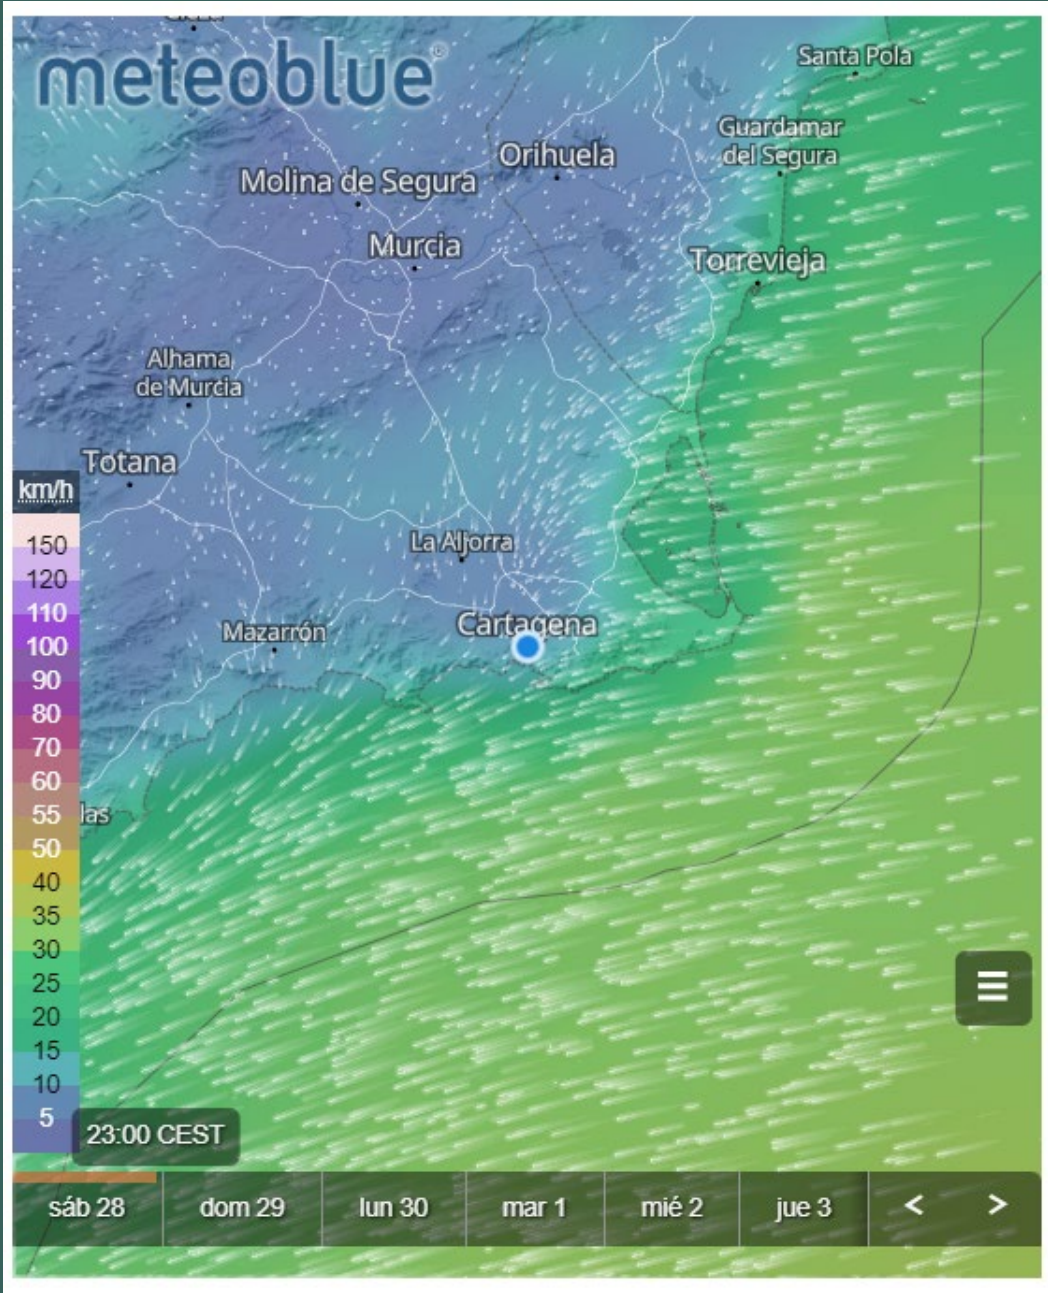 meteoblue®
Santa Pola
Guardamar
del Segura
Orihuela
Molina de Segura
Murcia
Torrevieja
Alhama
de Murcia
Totana
km/h
La Aljorra
150
120
110
Cartagena
Mazarrón
100
90
80
70
60
55
las
50
40
35
30
25
20
15
10
5
23:00 CEST
sáb 28
dom 29
lun 30
mar 1
mié 2
jue 3
<
>